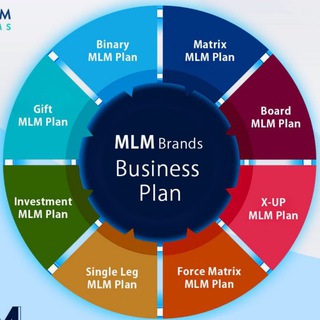 M
A S
Binary
MLM Plan
Matrix
MLM Plan
Gift
MLM Plan
Board
MLM Plan
MLM Brands
Business
Plan
Investment
MLM Plan
X-UP
MLM Plan
Single Leg
MLM Plan
Force Matrix
MLM Plan